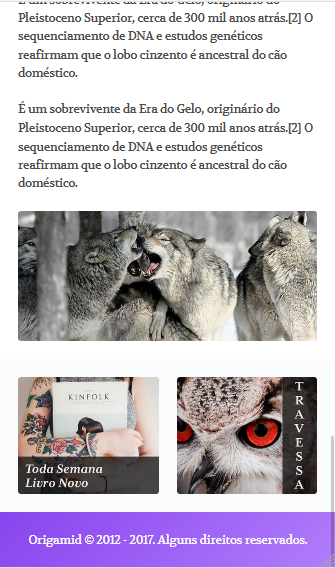 É um sobrevivente da Era do Gelo, originário do
Pleistoceno Superior, cerca de 300 mil anos atrás.[2] O
sequenciamento de DNA e estudos genéticos
reafirmam que o lobo cinzento é ancestral do cão
doméstico.
É um sobrevivente da Era do Gelo, originário do
Pleistoceno Superior, cerca de 300 mil anos atrás.[2] O
sequenciamento de DNA e estudos genéticos
reafirmam que o lobo cinzento é ancestral do cão
doméstico.
KINFOLK
Toda Semana
Livro Novo
TRAVESSA
Origamid © 2012 - 2017. Alguns direitos reservados.